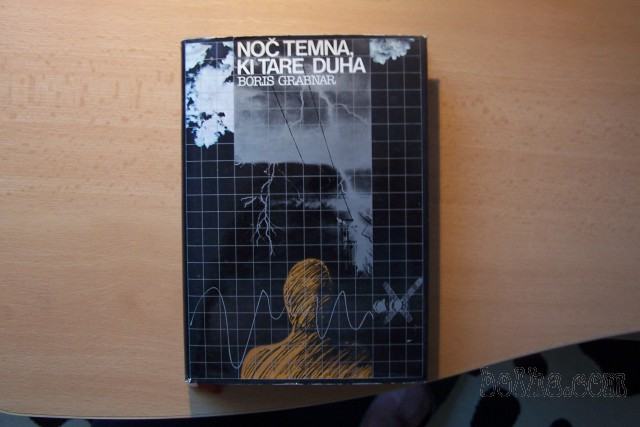 NOČ TEMNA,
KI TARE DUHA
BORIS GRABNAR
bolha.com